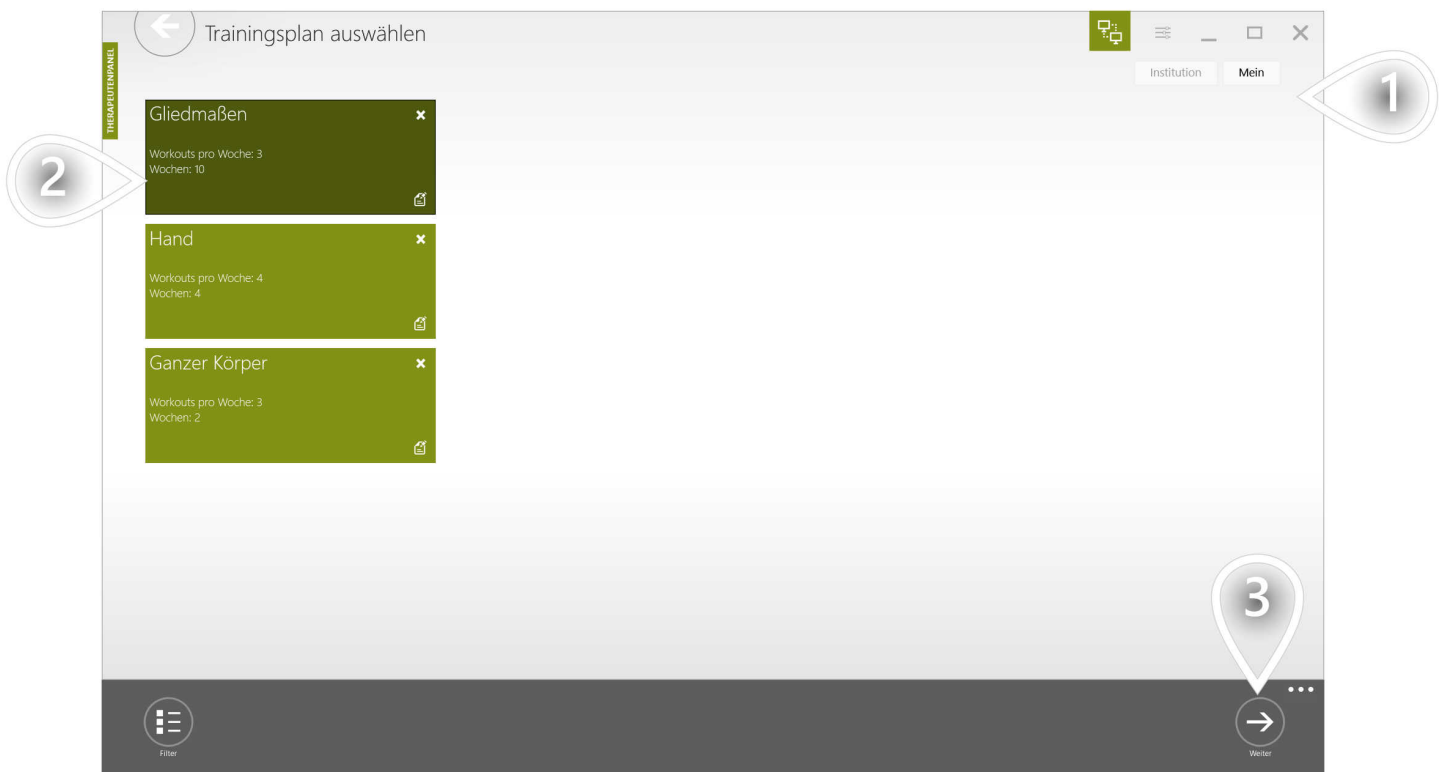 Trainingsplan auswählen
THERAPEUTENPANEL
Institution Mein
1
2
Gliedmaßen
Workouts pro Woche: 3
Wochen: 10
Hand
Workouts pro Woche: 4
Wochen: 4
Ganzer Körper
Workouts pro Woche: 3
Wochen: 2
3
Filter
Weiter